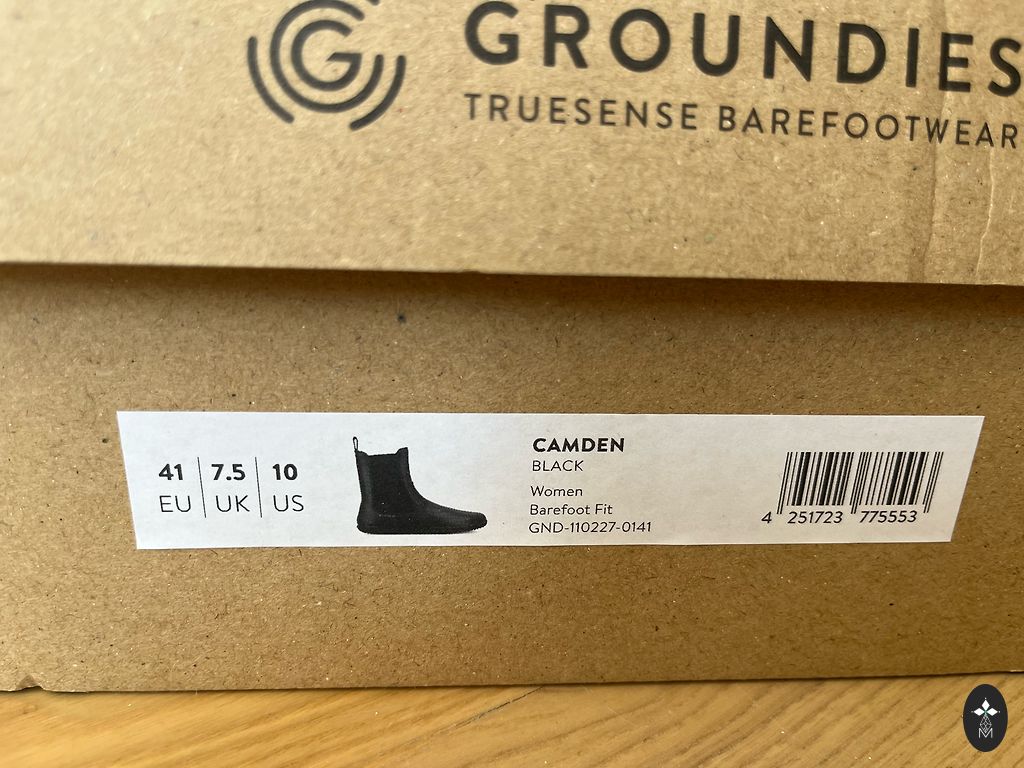 GROUNDIES
TRUESENSE BAREFOOTWEAR
41 7.5 10
EU UK US
CAMDEN
BLACK
Women
Barefoot Fit
GND-110227-0141
4 251723 775553
M